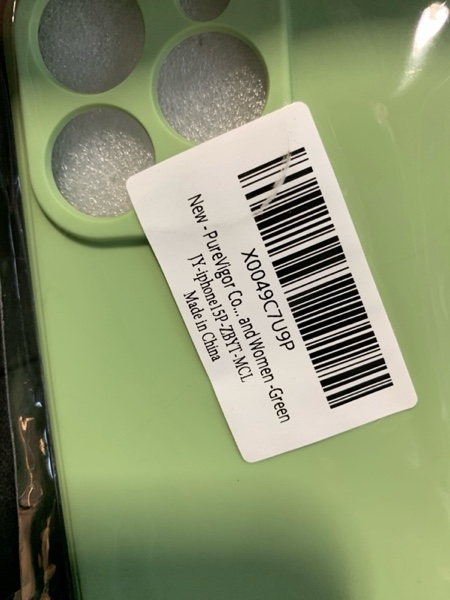 X0049C7U9P
New - PureVigor Co... and Women -Green
JY-iphone15P-ZBYT-MCL
Made in China